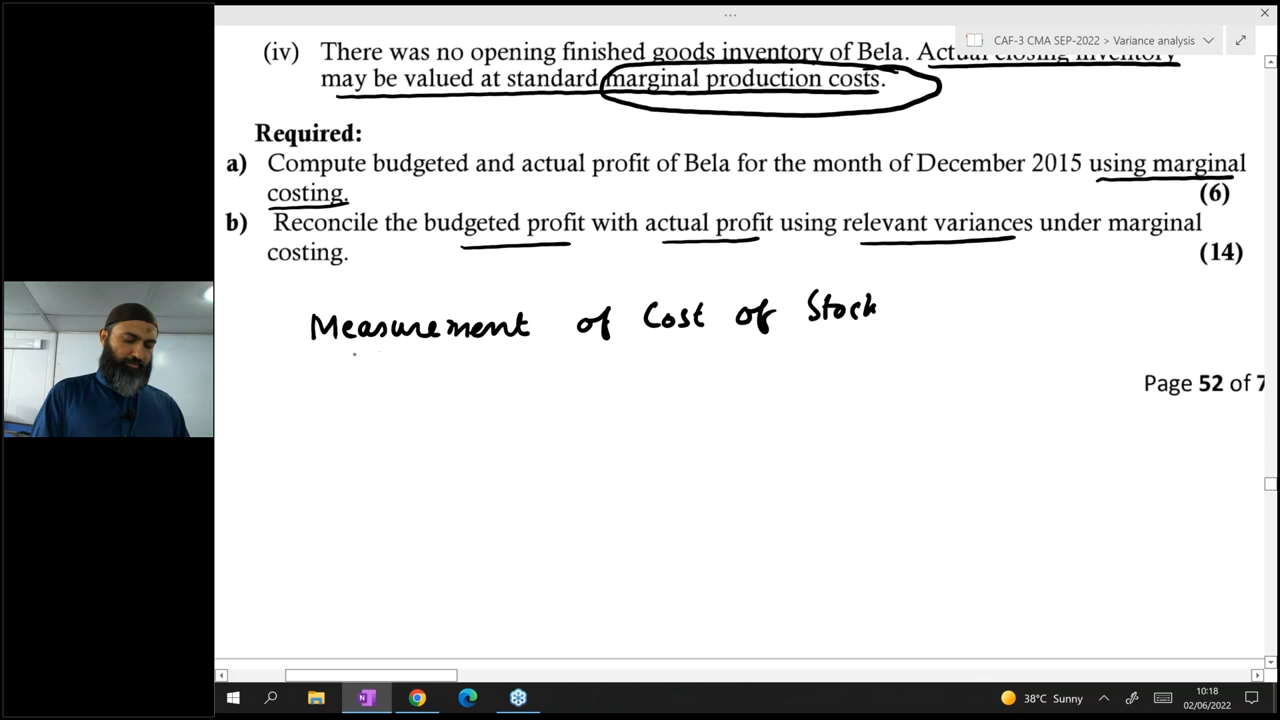 CAF-3 CMA SEP-2022 > Variance analysis
(iv) There was no opening finished goods inventory of Bela. Actual closing inventory
may be valued at standard marginal production costs.
Required:
a) Compute budgeted and actual profit of Bela for the month of December 2015 using marginal
costing. (6)
b) Reconcile the budgeted profit with actual profit using relevant variances under marginal
costing. (14)
Measurement of Cost of Stock
Page 52 of 7
38°C Sunny
10:18
02/06/2022